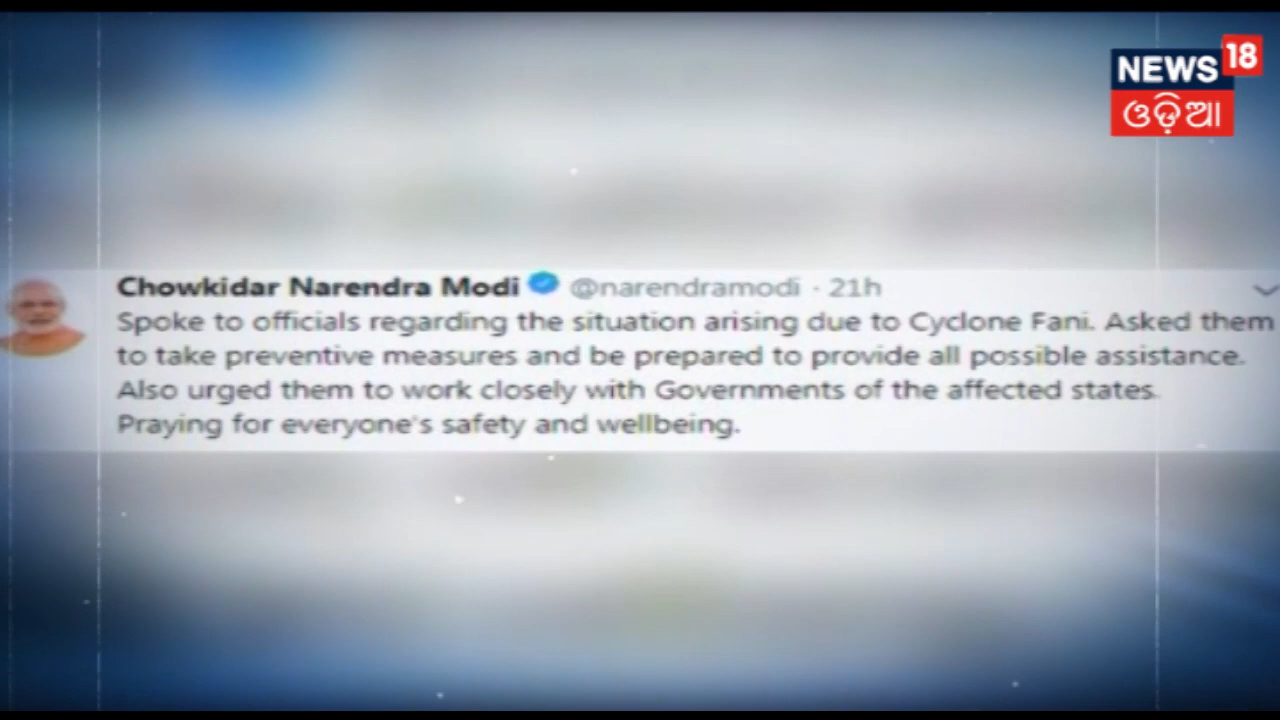 NEWS 18
ଓଡ଼ିଆ
Chowkidar Narendra Modi @narendramodi · 21h
Spoke to officials regarding the situation arising due to Cyclone Fani. Asked them
to take preventive measures and be prepared to provide all possible assistance.
Also urged them to work closely with Governments of the affected states.
Praying for everyone's safety and wellbeing.